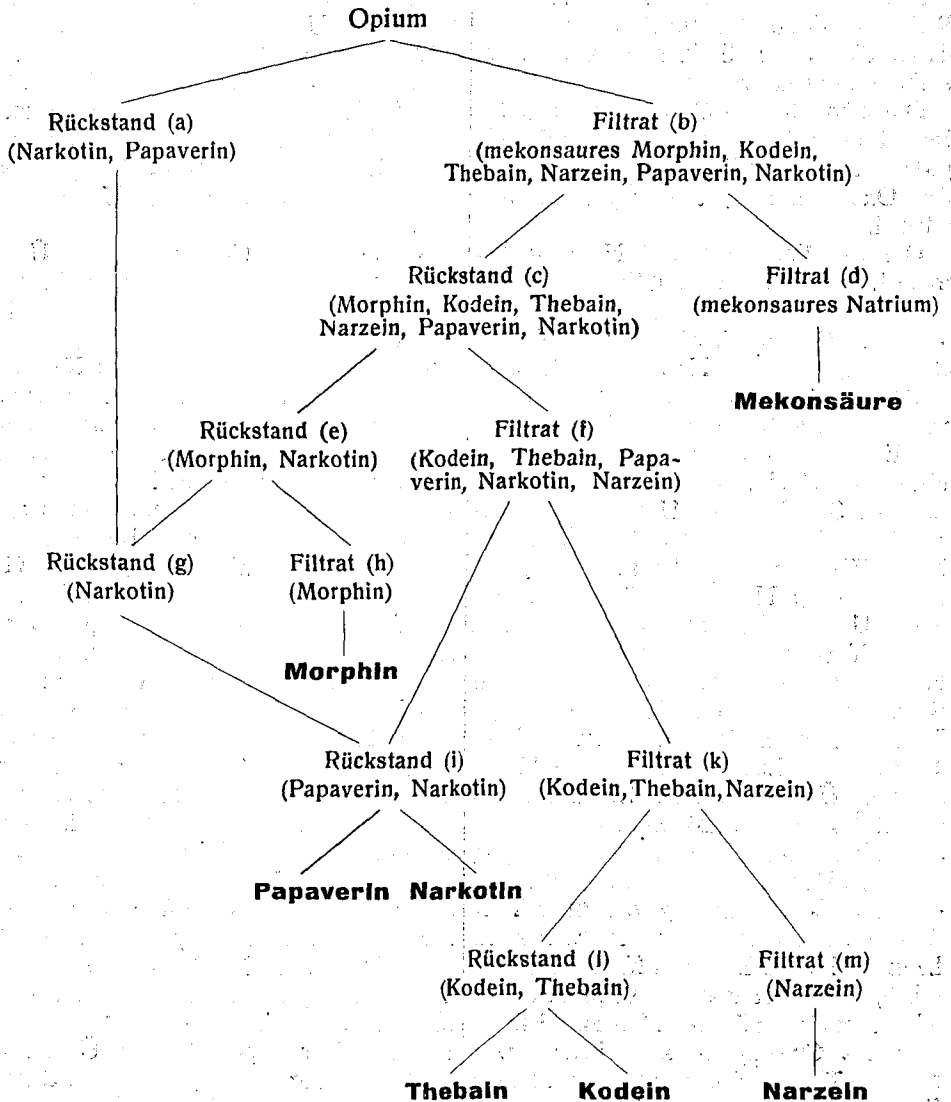 Opium
Rückstand (a)
(Narkotin, Papaverin)
Filtrat (b)
(mekonsaures Morphin, Kodein,
Thebain, Narzein, Papaverin, Narkotin)
Rückstand (c)
(Morphin, Kodein, Thebain,
Narzein, Papaverin, Narkotin)
Filtrat (d)
(mekonsaures Natrium)
Mekonsäure
Rückstand (e)
(Morphin, Narkotin)
Filtrat (f)
(Kodein, Thebain, Papa-
verin, Narkotin, Narzein)
Rückstand (g)
(Narkotin)
Filtrat (h)
(Morphin)
Morphin
Rückstand (i)
(Papaverin, Narkotin)
Filtrat (k)
(Kodein, Thebain, Narzein)
Papaverin Narkotin
Rückstand (l)
(Kodein, Thebain)
Filtrat (m)
(Narzein)
Thebain Kodein Narzein